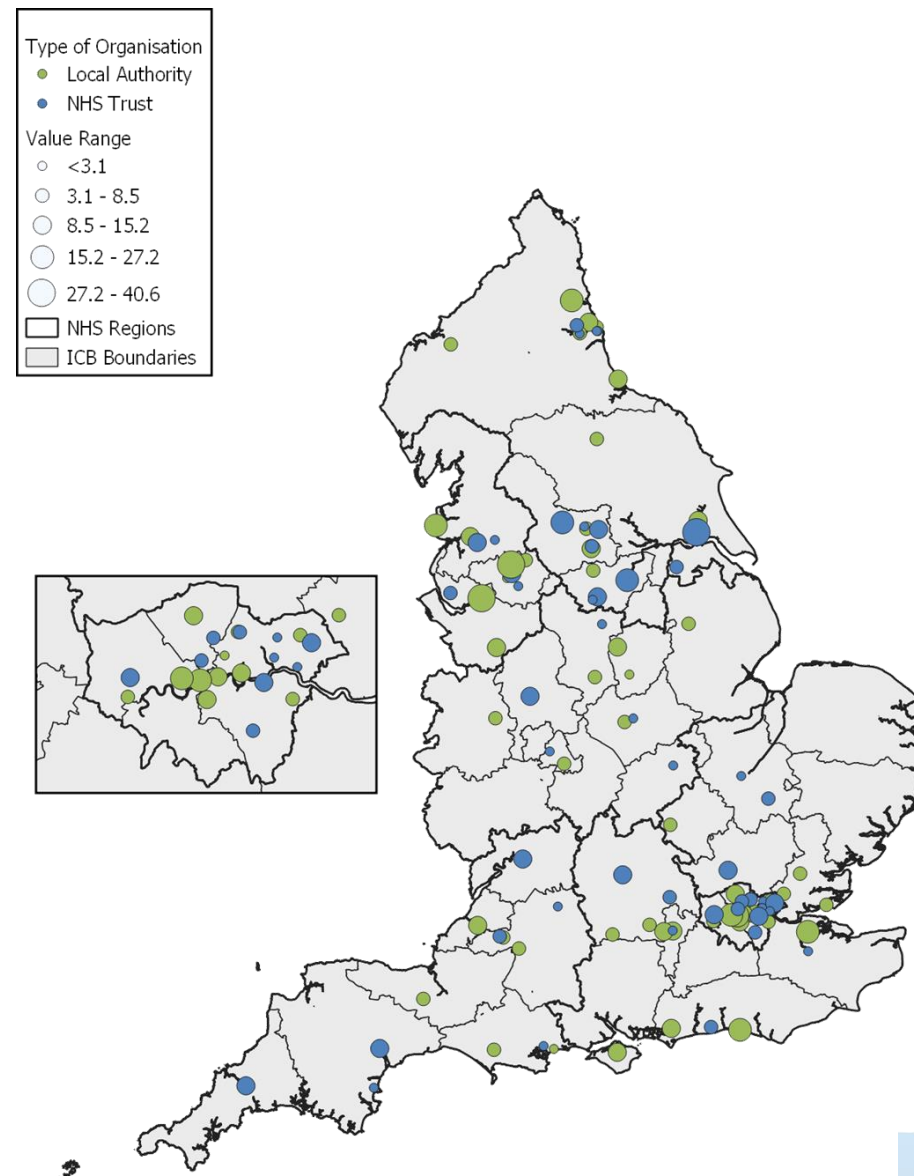 Type of Organisation
Local Authority
NHS Trust
Value Range
<3.1
3.1 - 8.5
8.5 - 15.2
15.2 - 27.2
27.2 - 40.6
NHS Regions
ICB Boundaries